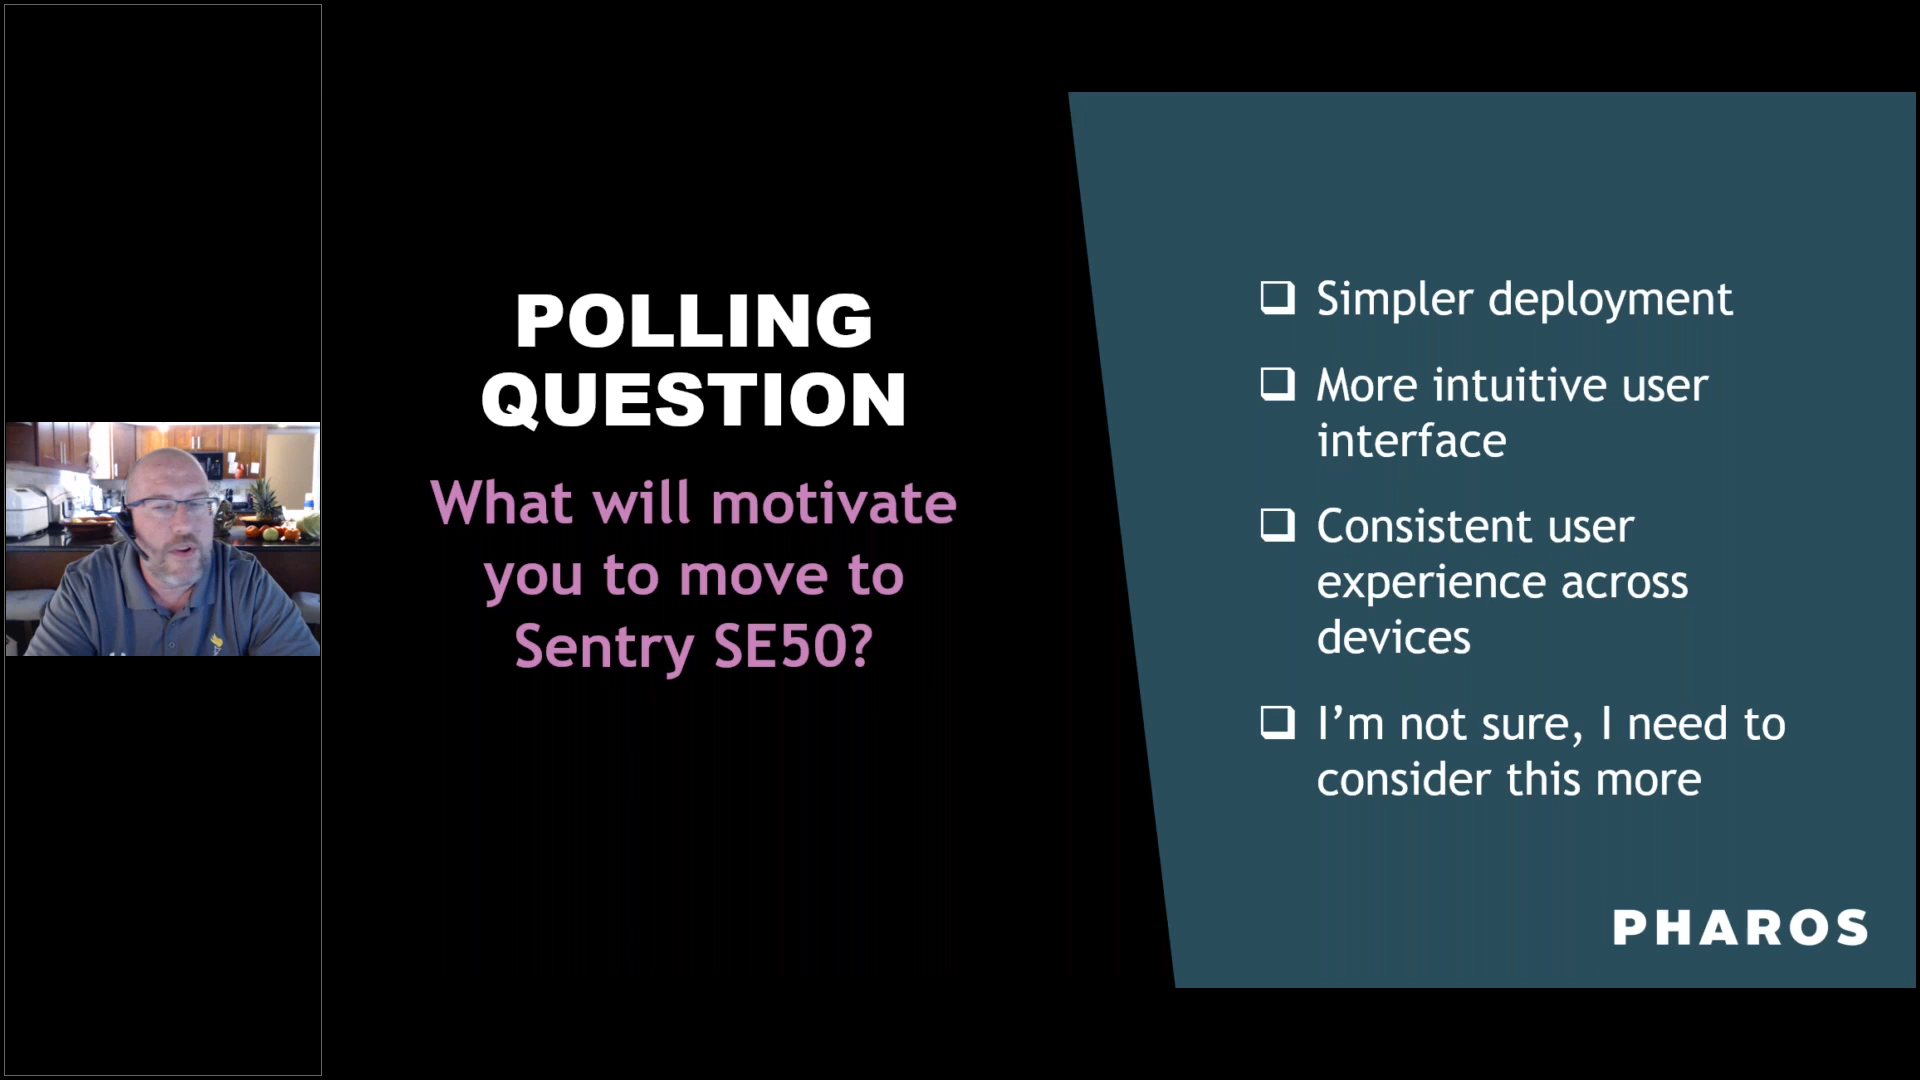 POLLING
QUESTION
What will motivate
you to move to
Sentry SE50?
❑ Simpler deployment
❑ More intuitive user
interface
❑ Consistent user
experience across
devices
❑ I’m not sure, I need to
consider this more
PHAROS